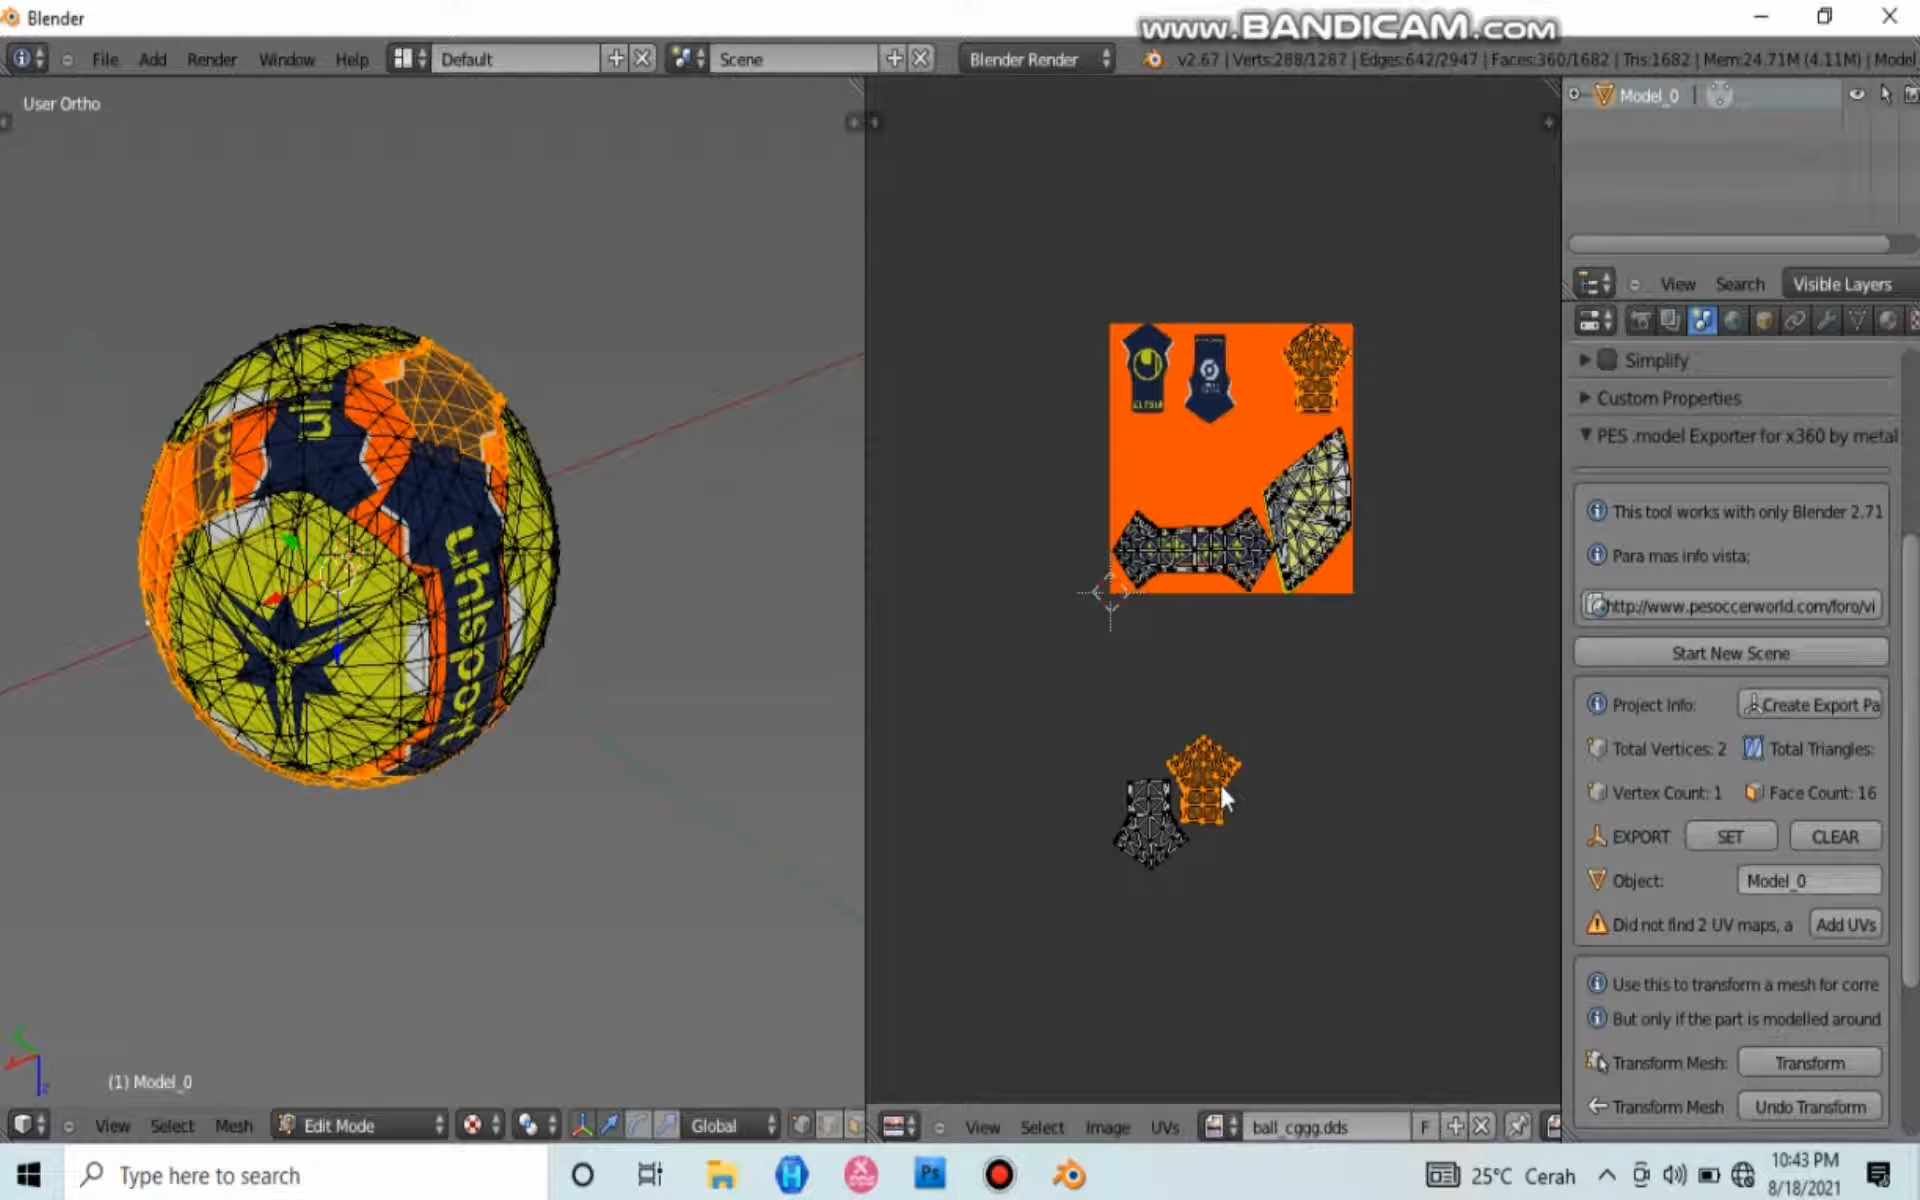 Blender
www.BANDICAM.com
File Add Render Window Help Default Scene Blender Render v2.67 | Verts:288/1287 | Edges:642/2947 | Faces:360/1682 | Tris:1682 | Mem:24.71M (4.11M) | Model
User Ortho
Model_0
View Search Visible Layers
Simplify
Custom Properties
PES .model Exporter for x360 by metal
This tool works with only Blender 2.71
Para mas info vista;
http://www.pesoccerworld.com/foro/vi
Start New Scene
Project Info: Create Export Pa
Total Vertices: 2 Total Triangles:
Vertex Count: 1 Face Count: 16
EXPORT SET CLEAR
Object: Model_0
Did not find 2 UV maps, a Add UVs
Use this to transform a mesh for corre
But only if the part is modelled around
Transform Mesh: Transform
Transform Mesh Undo Transform
uhlsport
(1) Model_0
View Select Mesh Edit Mode Global
View Select Image UVs ball_cggg.dds F
Type here to search
Ps
25°C Cerah
10:43 PM
8/18/2021